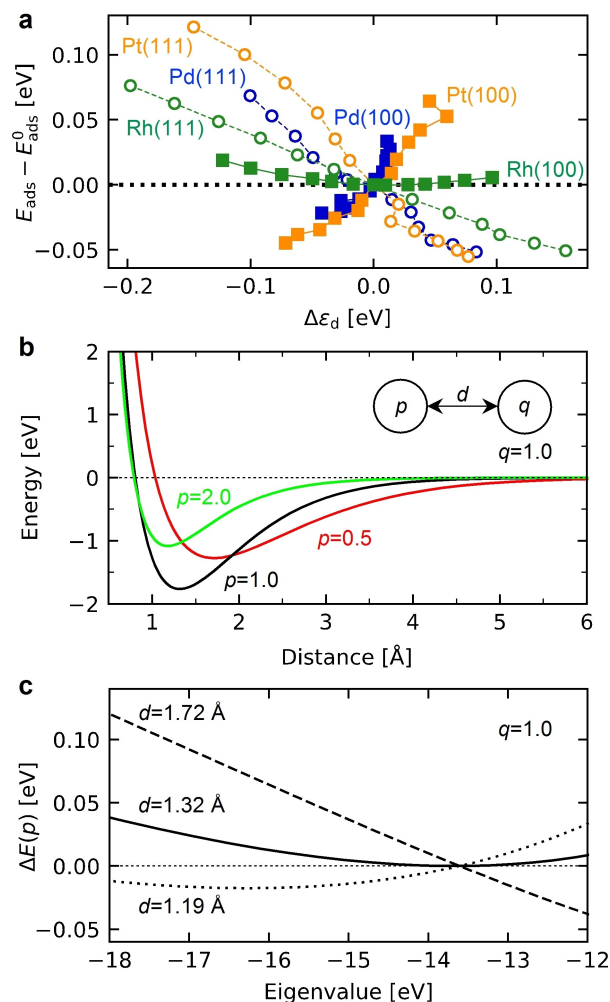 a
0.10
0.05
0.00
−0.05
E_ads − E⁰_ads [eV]
Pt(111)
Pd(111)
Rh(111)
Pd(100)
Pt(100)
Rh(100)
−0.2 −0.1 0.0 0.1
Δε_d [eV]
b
2
1
0
−1
−2
Energy [eV]
p d q
q=1.0
p=2.0
p=0.5
p=1.0
1 2 3 4 5 6
Distance [Å]
c
0.10
0.05
0.00
−0.05
ΔE(p) [eV]
d=1.72 Å
q=1.0
d=1.32 Å
d=1.19 Å
−18 −17 −16 −15 −14 −13 −12
Eigenvalue [eV]